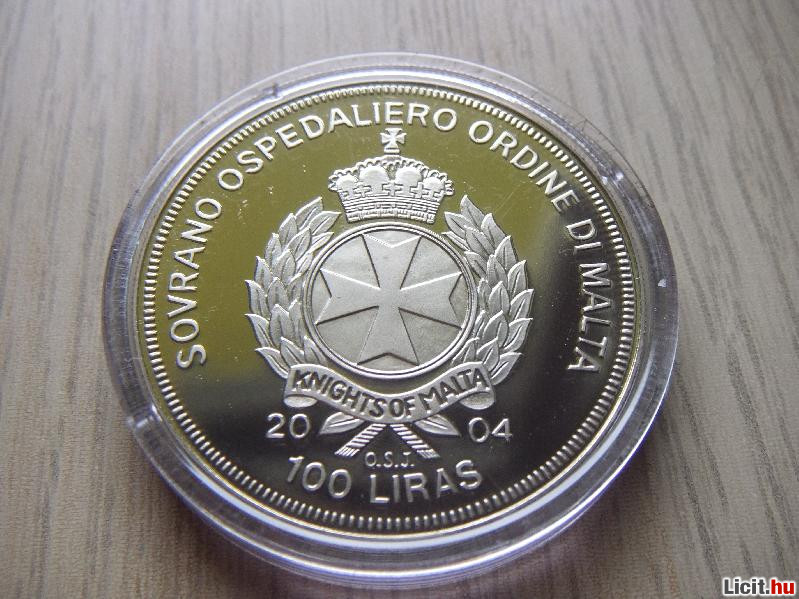 SOVRANO OSPEDALIERO ORDINE DI MALTA
KNIGHTS OF MALTA
20 04
O.S.J.
100 LIRAS
Licit.hu